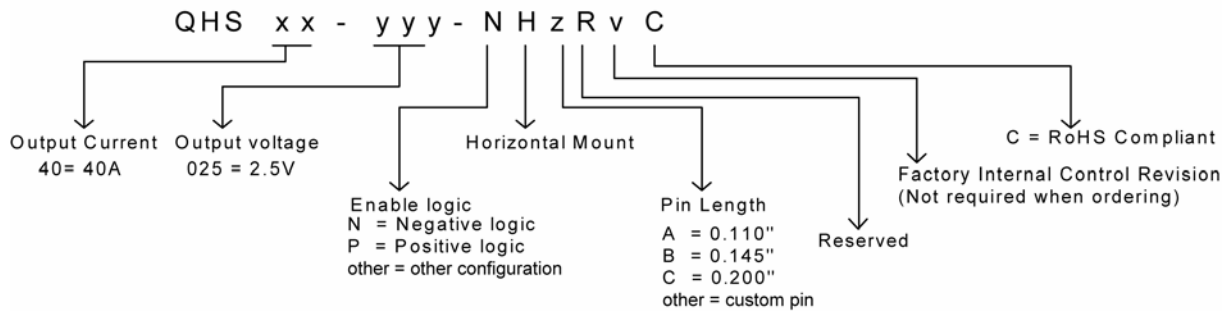 QHS xx - yyy - N H z R v C
Output Current
40= 40A
Output voltage
025 = 2.5V
Enable logic
N = Negative logic
P = Positive logic
other = other configuration
Horizontal Mount
Pin Length
A = 0.110"
B = 0.145"
C = 0.200"
other = custom pin
Reserved
Factory Internal Control Revision
(Not required when ordering)
C = RoHS Compliant